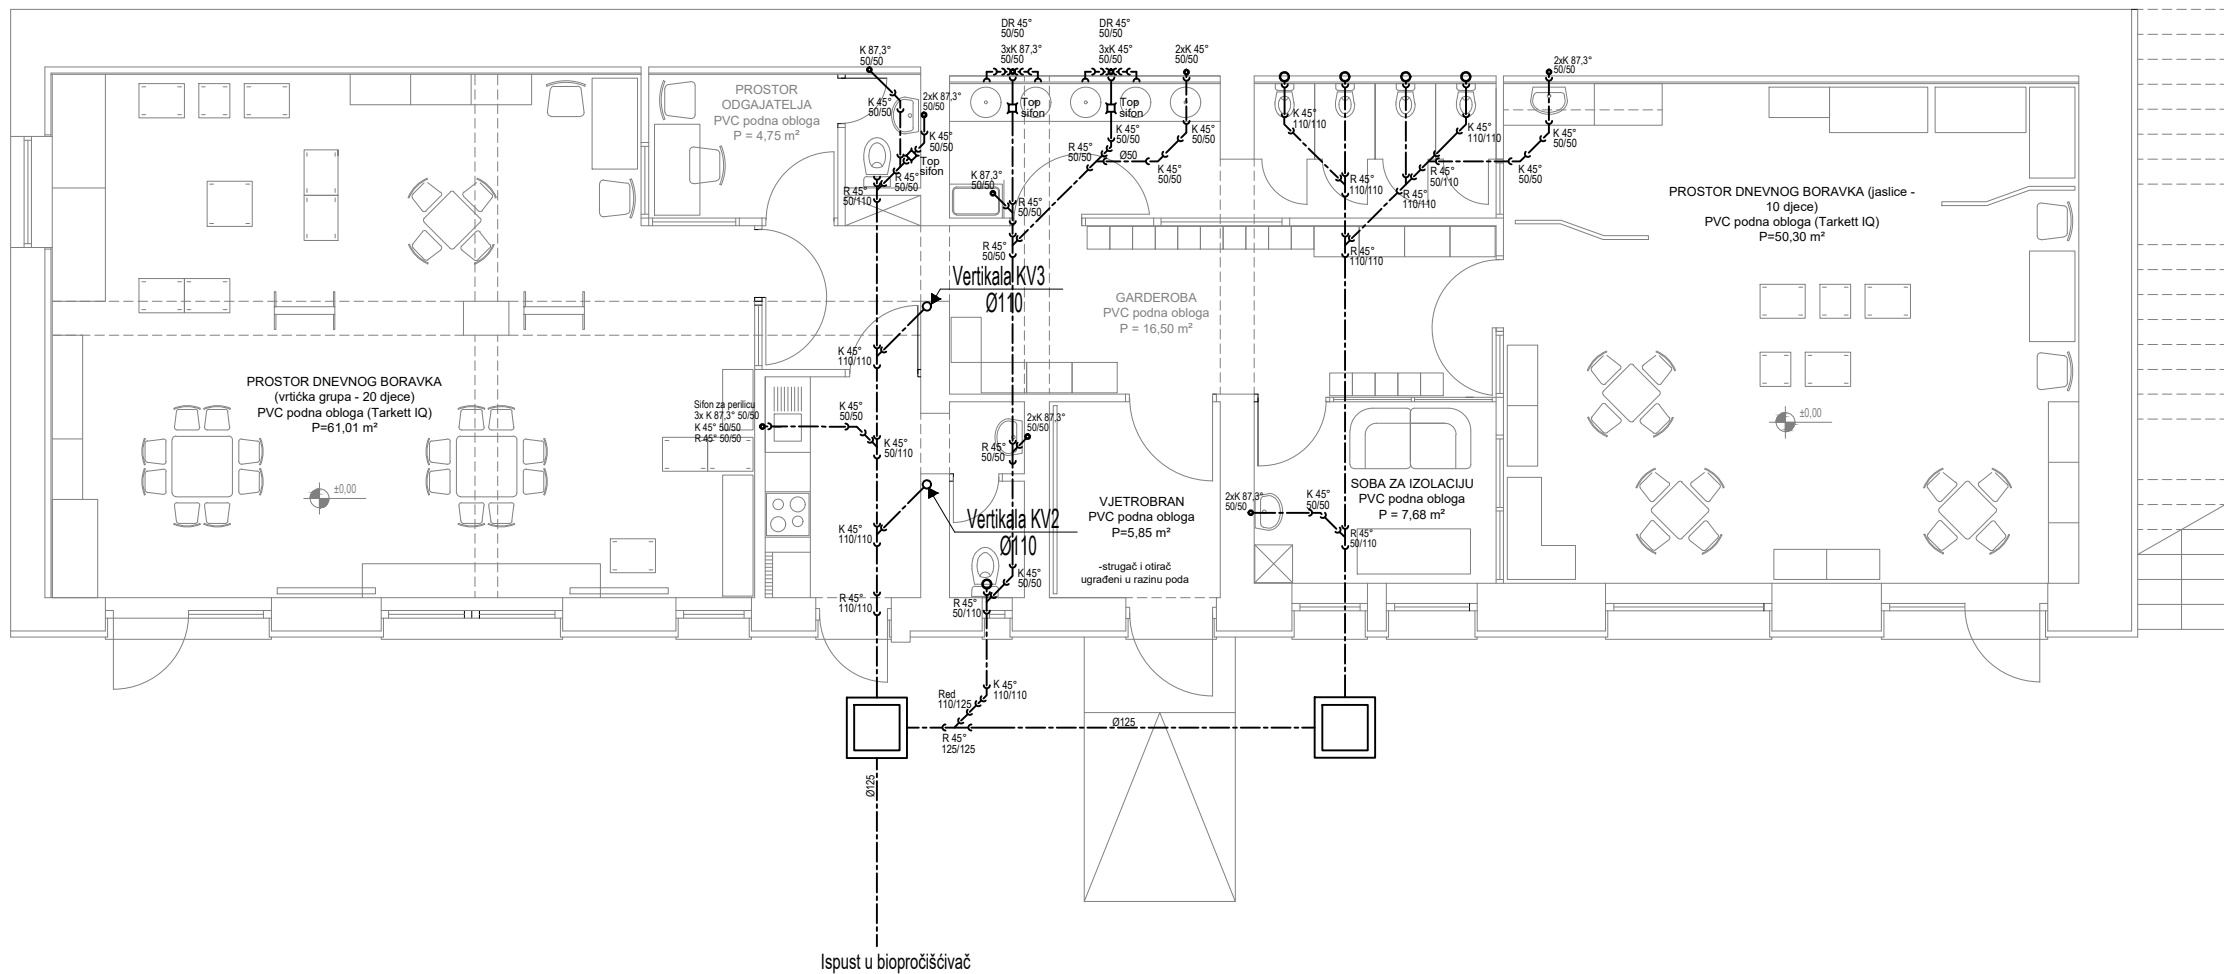 DR 45°
50/50
DR 45°
50/50
K 87,3°
50/50
3xK 87,3°
50/50
3xK 45°
50/50
2xK 45°
50/50
2xK 87,3°
50/50
PROSTOR
ODGAJATELJA
PVC podna obloga
P = 4,75 m²
K 45°
50/50
2xK 87,3°
50/50
Top
sifon
Top
sifon
K 45°
50/50
Top
sifon
R 45°
50/50
R 45°
50/110
K 45°
50/50
K 45°
50/50
R 45°
50/50
Ø50
K 45°
50/50
K 87,3°
50/50
R 45°
50/50
R 45°
50/50
K 45°
110/110
K 45°
110/110
K 45°
50/50
K 45°
50/50
R 45°
50/110
R 45°
110/110
R 45°
110/110
R 45°
110/110
PROSTOR DNEVNOG BORAVKA (jaslice -
10 djece)
PVC podna obloga (Tarkett IQ)
P=50,30 m²
Vertikala KV3
Ø110
GARDEROBA
PVC podna obloga
P = 16,50 m²
K 45°
110/110
PROSTOR DNEVNOG BORAVKA
(vrtićka grupa - 20 djece)
PVC podna obloga (Tarkett IQ)
P=61,01 m²
±0,00
Sifon za perilicu
3x K 87,3° 50/50
K 45° 50/50
R 45° 50/50
K 45°
50/50
K 45°
50/110
2xK 87,3°
50/50
R 45°
50/50
±0,00
Vertikala KV2
Ø110
K 45°
110/110
VJETROBRAN
PVC podna obloga
P=5,85 m²
-strugač i otirač
ugrađeni u razinu poda
SOBA ZA IZOLACIJU
PVC podna obloga
P = 7,68 m²
2xK 87,3°
50/50
K 45°
50/50
R 45°
50/110
K 45°
50/50
R 45°
110/110
R 45°
50/110
K 45°
110/110
Red
110/125
R 45°
125/125
Ø125
Ø125
Ispust u biopročišćivač